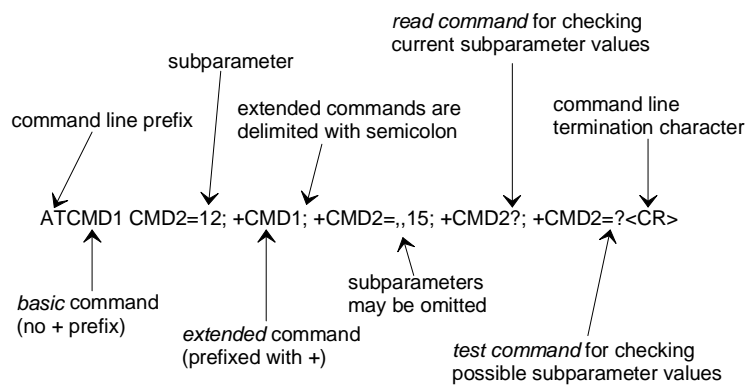 read command for checking
current subparameter values
subparameter
extended commands are
delimited with semicolon
command line
termination character
command line prefix
ATCMD1 CMD2=12; +CMD1; +CMD2=,,15; +CMD2?; +CMD2=?<CR>
basic command
(no + prefix)
extended command
(prefixed with +)
subparameters
may be omitted
test command for checking
possible subparameter values